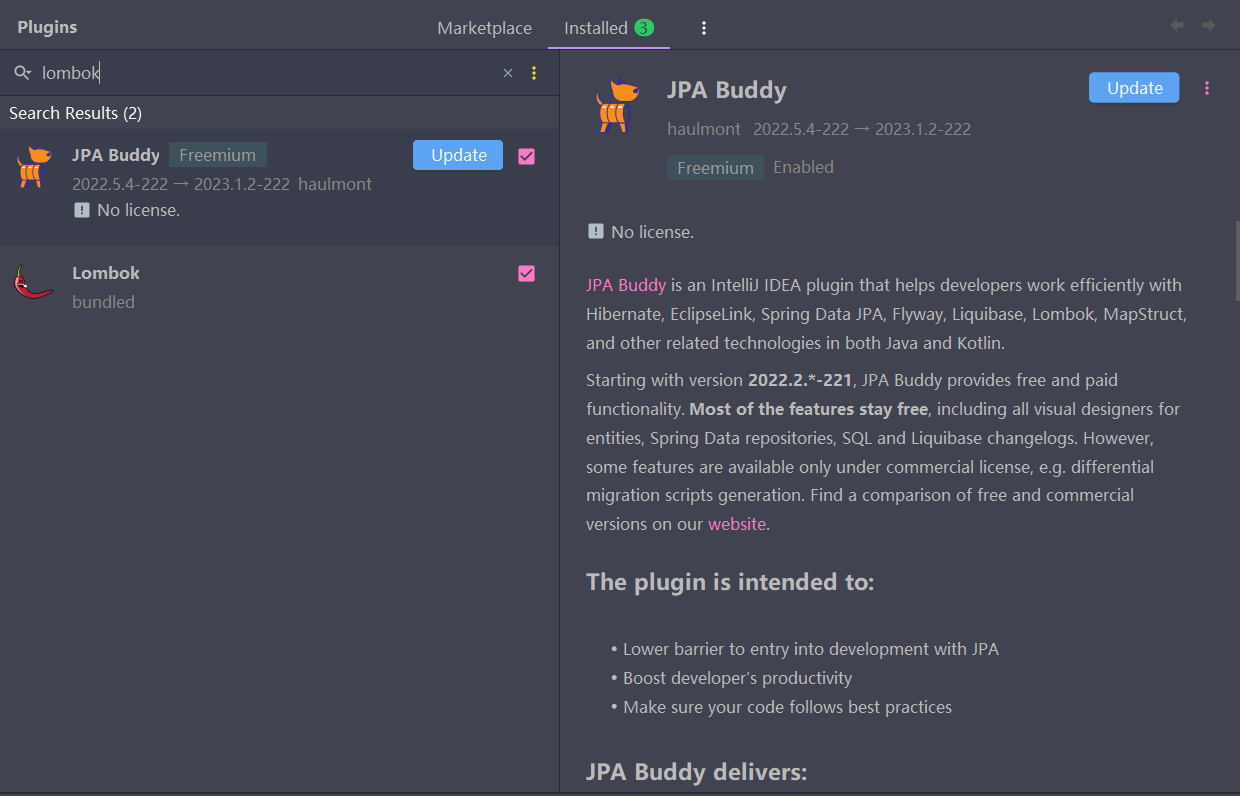 Plugins
Marketplace
Installed 3
lombok
Search Results (2)
JPA Buddy Freemium
Update
2022.5.4-222 → 2023.1.2-222 haulmont
No license.
Lombok
bundled
JPA Buddy
Update
haulmont 2022.5.4-222 → 2023.1.2-222
Freemium Enabled
No license.
JPA Buddy is an IntelliJ IDEA plugin that helps developers work efficiently with
Hibernate, EclipseLink, Spring Data JPA, Flyway, Liquibase, Lombok, MapStruct,
and other related technologies in both Java and Kotlin.
Starting with version 2022.2.*-221, JPA Buddy provides free and paid
functionality. Most of the features stay free, including all visual designers for
entities, Spring Data repositories, SQL and Liquibase changelogs. However,
some features are available only under commercial license, e.g. differential
migration scripts generation. Find a comparison of free and commercial
versions on our website.
The plugin is intended to:
• Lower barrier to entry into development with JPA
• Boost developer's productivity
• Make sure your code follows best practices
JPA Buddy delivers: